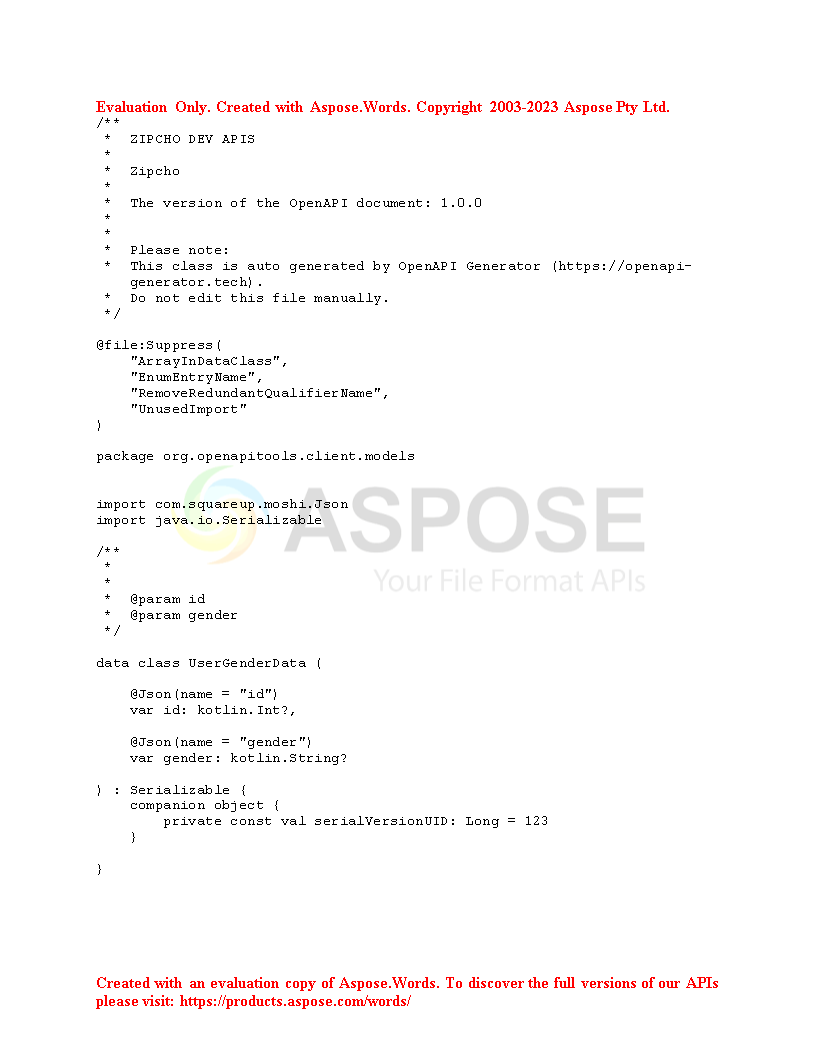 Evaluation Only. Created with Aspose.Words. Copyright 2003-2023 Aspose Pty Ltd.
/**
 *  ZIPCHO DEV APIS
 *
 *  Zipcho
 *
 *  The version of the OpenAPI document: 1.0.0
 *
 *
 *  Please note:
 *  This class is auto generated by OpenAPI Generator (https://openapi-
    generator.tech).
 *  Do not edit this file manually.
 */

@file:Suppress(
    "ArrayInDataClass",
    "EnumEntryName",
    "RemoveRedundantQualifierName",
    "UnusedImport"
)

package org.openapitools.client.models

import com.squareup.moshi.Json
import java.io.Serializable
ASPOSE
Your File Format APIs

/**
 *
 *
 *  @param id
 *  @param gender
 */

data class UserGenderData (

    @Json(name = "id")
    var id: kotlin.Int?,

    @Json(name = "gender")
    var gender: kotlin.String?

) : Serializable {
    companion object {
        private const val serialVersionUID: Long = 123
    }

}

Created with an evaluation copy of Aspose.Words. To discover the full versions of our APIs
please visit: https://products.aspose.com/words/